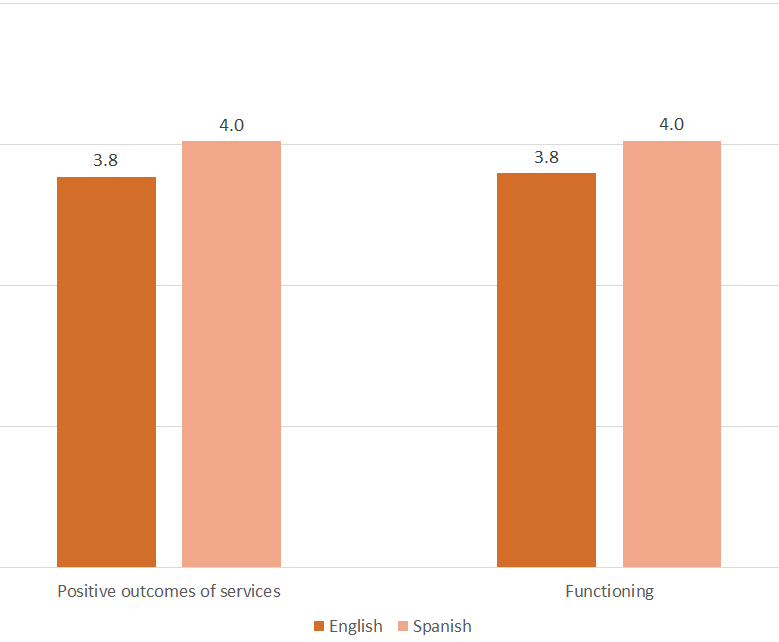 4.0
4.0
3.8
3.8
Positive outcomes of services
Functioning
English
Spanish